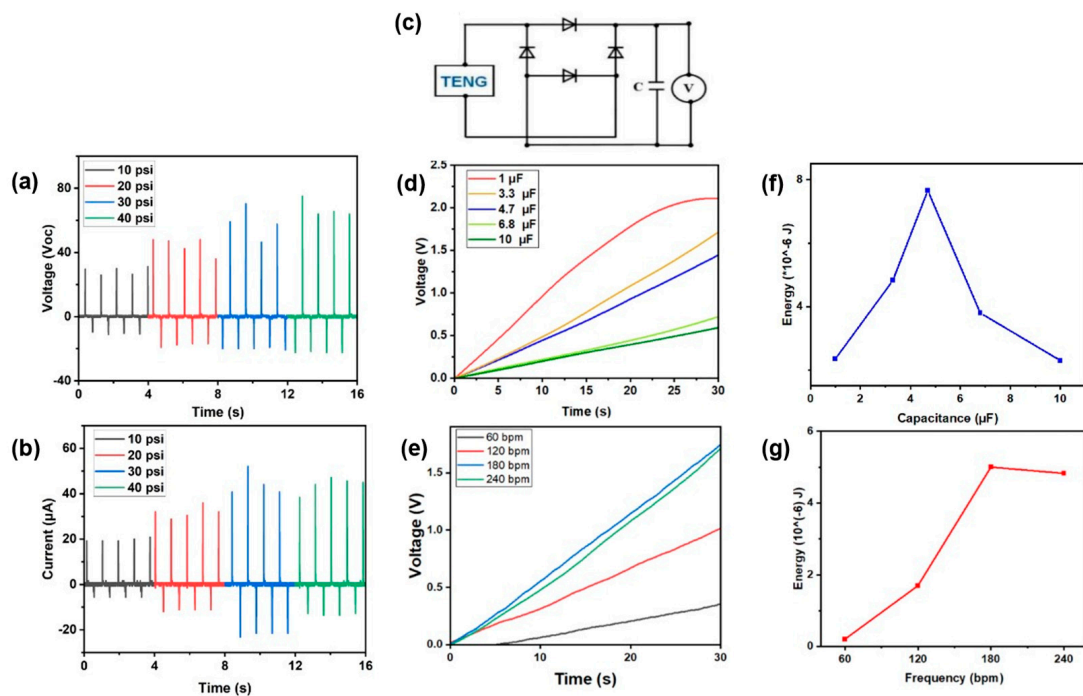 (c)
TENG
C
V
(a)
10 psi
20 psi
30 psi
40 psi
Voltage (Voc)
80
40
0
-40
0 4 8 12 16
Time (s)
(d)
1 µF
3.3 µF
4.7 µF
6.8 µF
10 µF
Voltage (V)
2.5
2.0
1.5
1.0
0.5
0.0
0 5 10 15 20 25 30
Time (s)
(f)
Energy (*10^-6 J)
8
4
0 2 4 6 8 10
Capacitance (µF)
(b)
10 psi
20 psi
30 psi
40 psi
Current (µA)
60
40
20
0
-20
0 4 8 12 16
Time (s)
(e)
60 bpm
120 bpm
180 bpm
240 bpm
Voltage (V)
1.5
1.0
0.5
0.0
0 10 20 30
Time (s)
(g)
Energy (10^(-6) J)
6
4
2
0
60 120 180 240
Frequency (bpm)